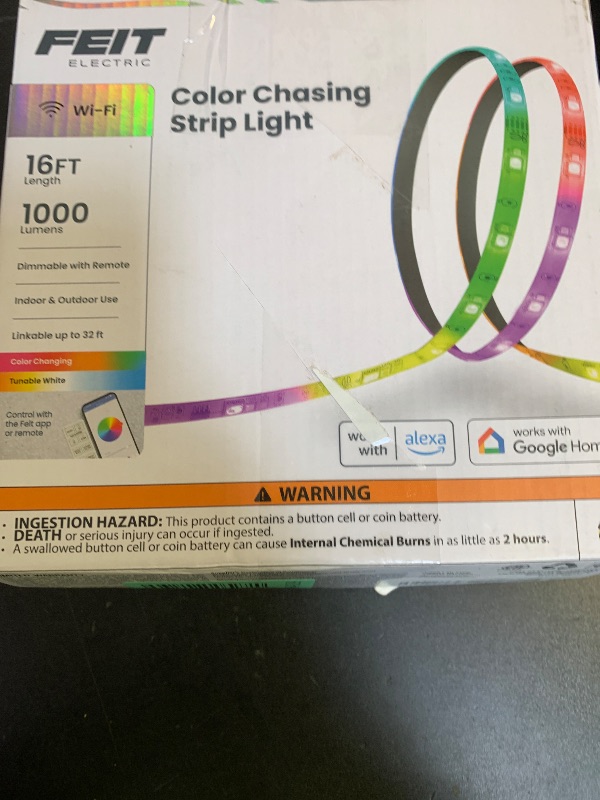 FEIT
ELECTRIC
Wi-Fi
Color Chasing
Strip Light
16FT
Length
1000
Lumens
Dimmable with Remote
Indoor & Outdoor Use
Linkable up to 32 ft
Color Changing
Tunable White
Control with
the Feit app
or remote
with
alexa
works with
Google Hom
WARNING
• INGESTION HAZARD: This product contains a button cell or coin battery.
• DEATH or serious injury can occur if ingested.
• A swallowed button cell or coin battery can cause Internal Chemical Burns in as little as 2 hours.